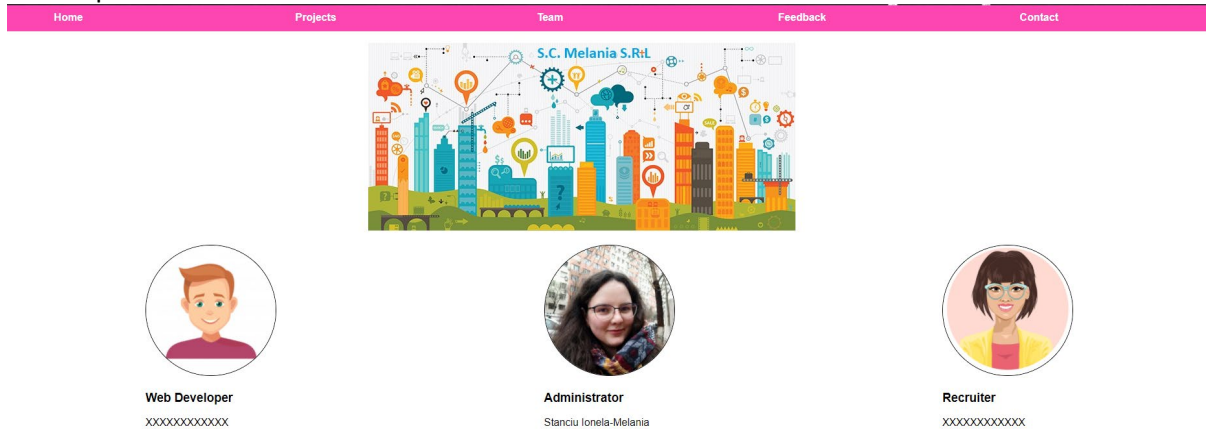 Home Projects Team Feedback Contact
S.C. Melania S.R.L
?
Web Developer Administrator Recruiter
XXXXXXXXXXXX Stanciu Ionela-Melania XXXXXXXXXXXX